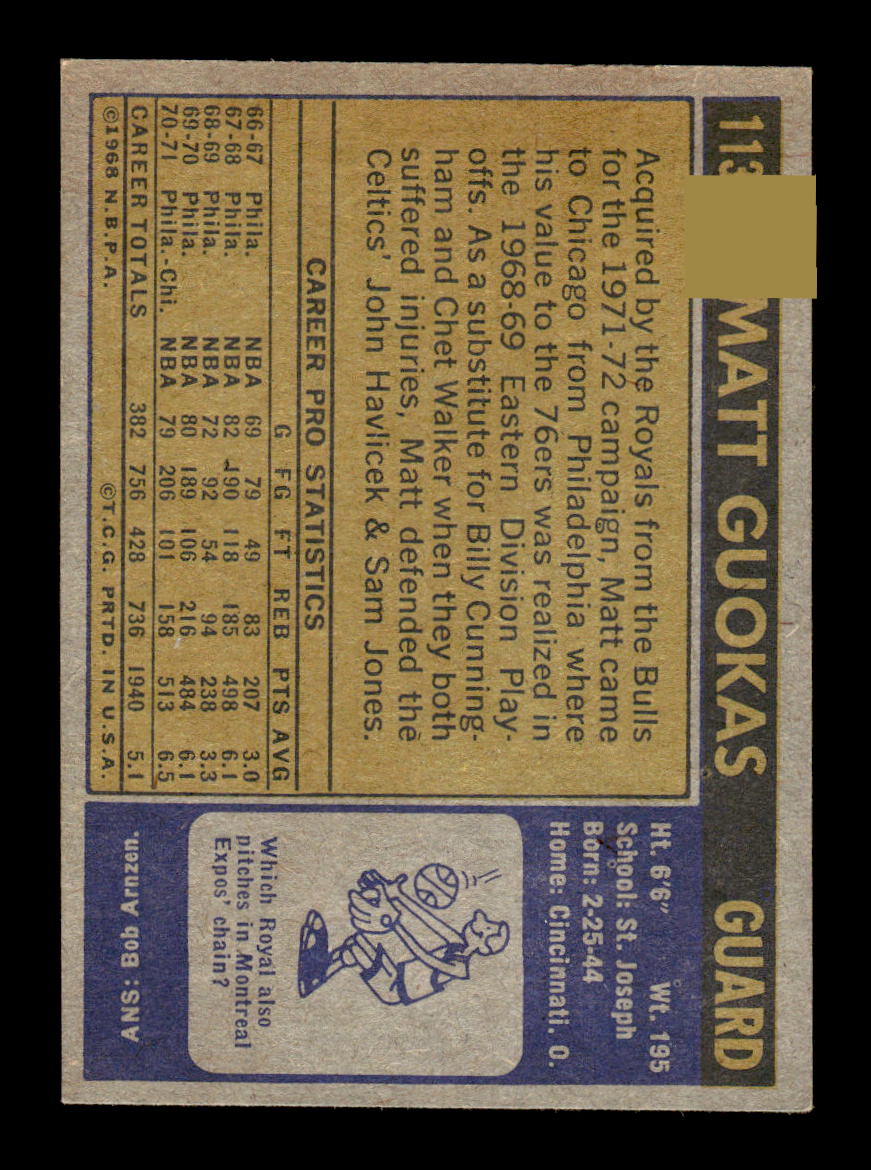 113 MATT GUOKAS GUARD
Acquired by the Royals from the Bulls
for the 1971-72 campaign, Matt came
to Chicago from Philadelphia where
his value to the 76ers was realized in
the 1968-69 Eastern Division Play-
offs. As a substitute for Billy Cunning-
ham and Chet Walker when they both
suffered injuries, Matt defended the
Celtics' John Havlicek & Sam Jones.
CAREER PRO STATISTICS
G FG FT REB PTS AVG
66-67 Phila. NBA 69 79 49 83 207 3.0
67-68 Phila. NBA 82 190 118 185 498 6.1
68-69 Phila. NBA 72 92 54 94 238 3.3
69-70 Phila. NBA 80 189 106 216 484 6.1
70-71 Phila.-Chi. NBA 79 206 101 158 513 6.5
CAREER TOTALS 382 756 428 736 1940 5.1
©1968 N.B.P.A. ©T.C.G. PRTD. IN U.S.A.
Ht. 6'6" Wt. 195
School: St. Joseph
Born: 2-25-44
Home: Cincinnati, O.
Which Royal also
pitches in Montreal
Expos' chain?
ANS: Bob Arnzen.